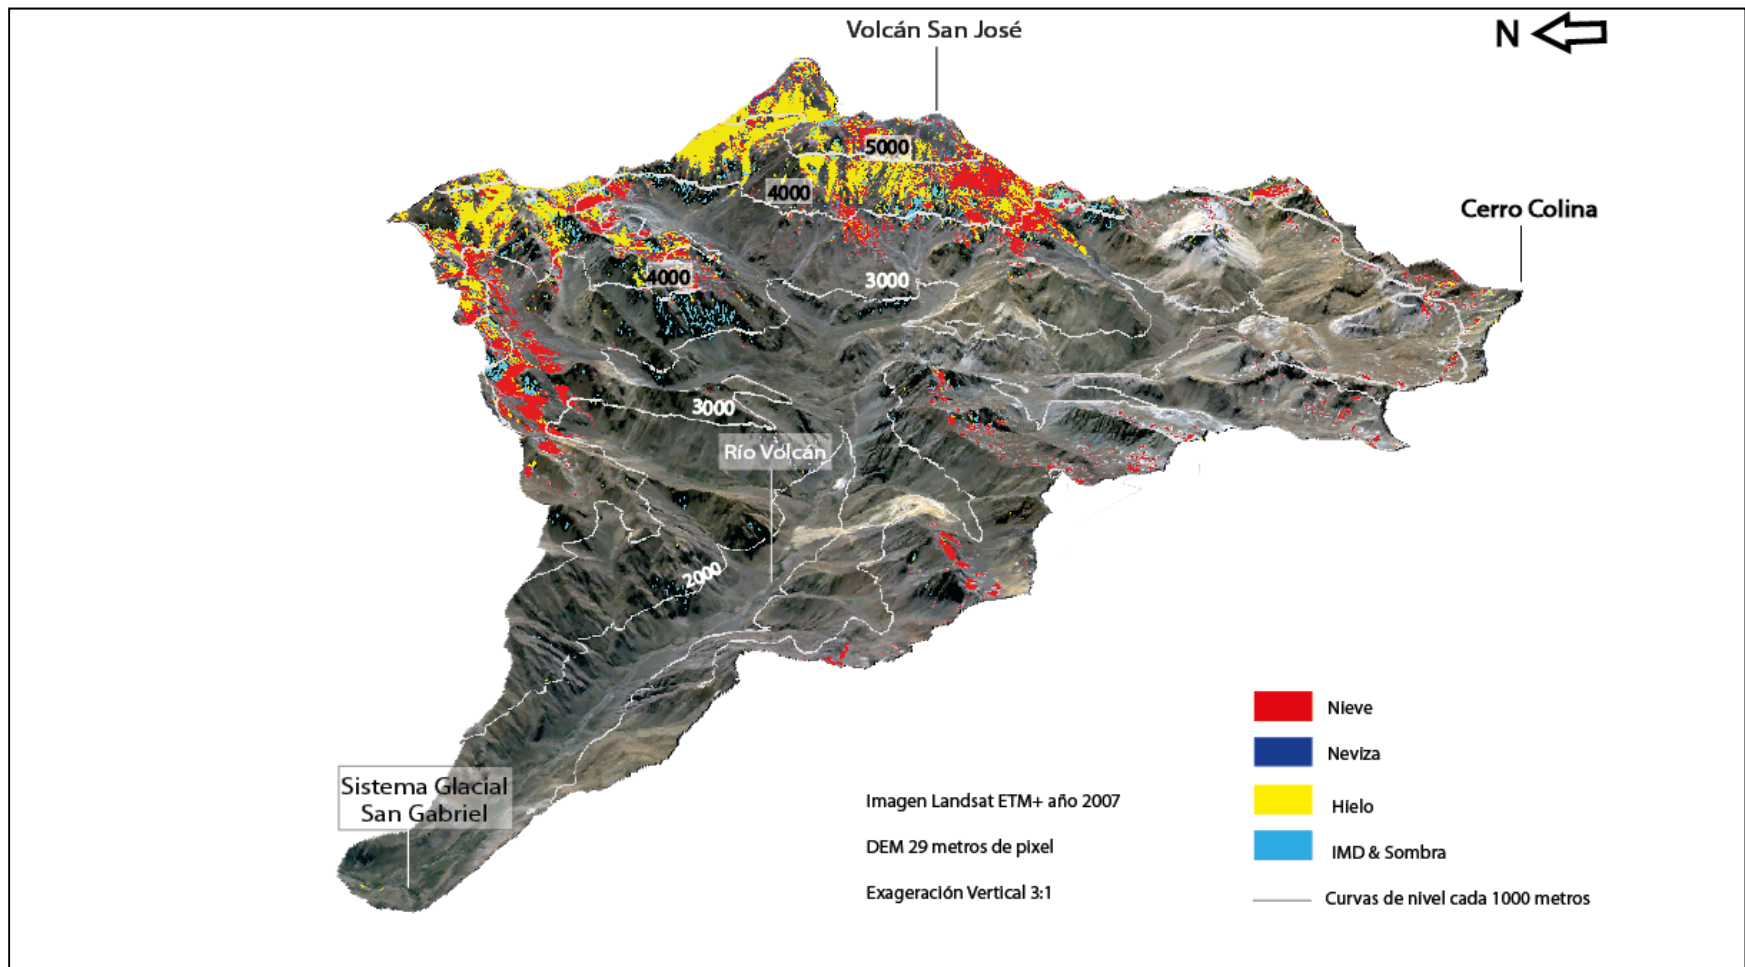 Volcán San José
N
5000
4000
Cerro Colina
4000
3000
3000
Río Volcán
2000
Nieve
Neviza
Sistema Glacial
San Gabriel
Imagen Landsat ETM+ año 2007
Hielo
DEM 29 metros de pixel
IMD & Sombra
Exageración Vertical 3:1
Curvas de nivel cada 1000 metros